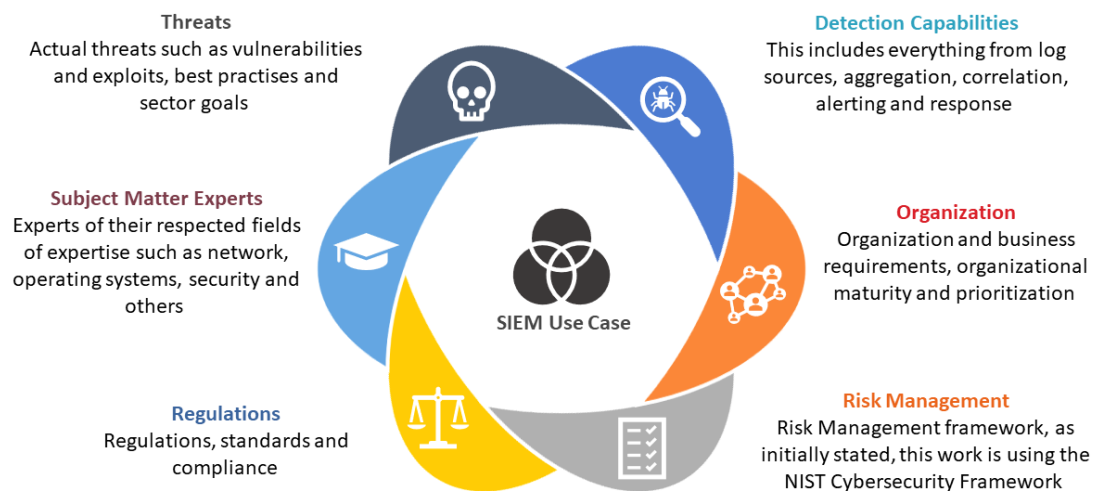 Threats
Actual threats such as vulnerabilities
and exploits, best practises and
sector goals
Detection Capabilities
This includes everything from log
sources, aggregation, correlation,
alerting and response
Subject Matter Experts
Experts of their respected fields
of expertise such as network,
operating systems, security and
others
Organization
Organization and business
requirements, organizational
maturity and prioritization
SIEM Use Case
Regulations
Regulations, standards and
compliance
Risk Management
Risk Management framework, as
initially stated, this work is using the
NIST Cybersecurity Framework